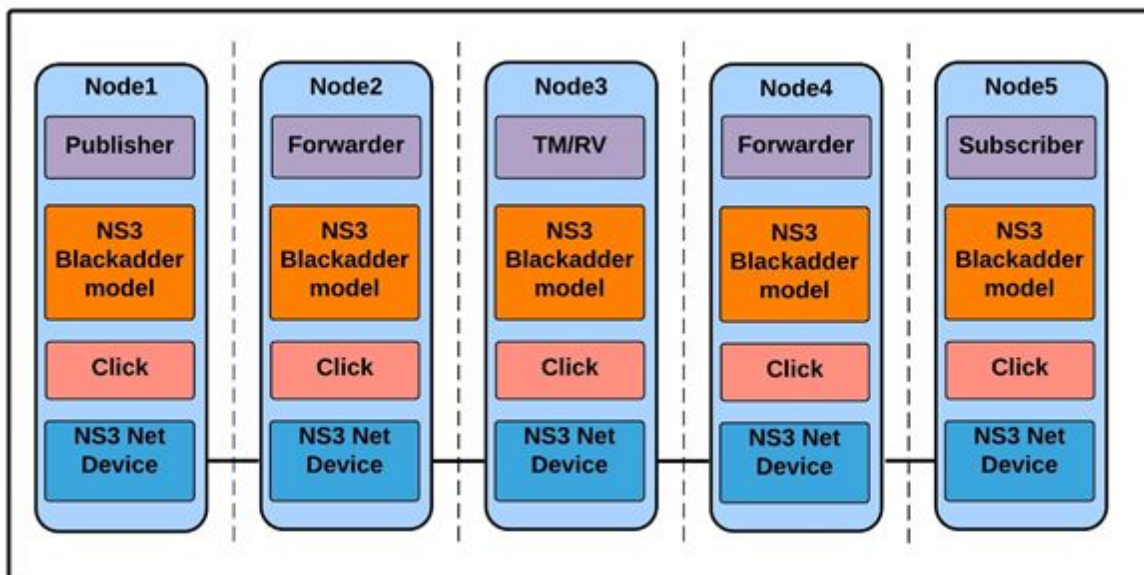 Node1
Publisher
NS3
Blackadder
model
Click
NS3 Net
Device
Node2
Forwarder
NS3
Blackadder
model
Click
NS3 Net
Device
Node3
TM/RV
NS3
Blackadder
model
Click
NS3 Net
Device
Node4
Forwarder
NS3
Blackadder
model
Click
NS3 Net
Device
Node5
Subscriber
NS3
Blackadder
model
Click
NS3 Net
Device